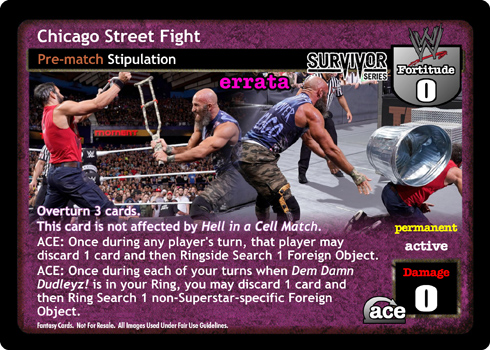 Chicago Street Fight
Pre-match Stipulation
SURVIVOR
SERIES
W
Fortitude
0
errata
moment
Overturn 3 cards.
This card is not affected by Hell in a Cell Match.
ACE: Once during any player's turn, that player may
discard 1 card and then Ringside Search 1 Foreign Object.
ACE: Once during each of your turns when Dem Damn
Dudleyz! is in your Ring, you may discard 1 card and
then Ring Search 1 non-Superstar-specific Foreign
Object.
permanent
active
Damage
0
ace
Fantasy Cards. Not For Resale. All Images Used Under Fair Use Guidelines.